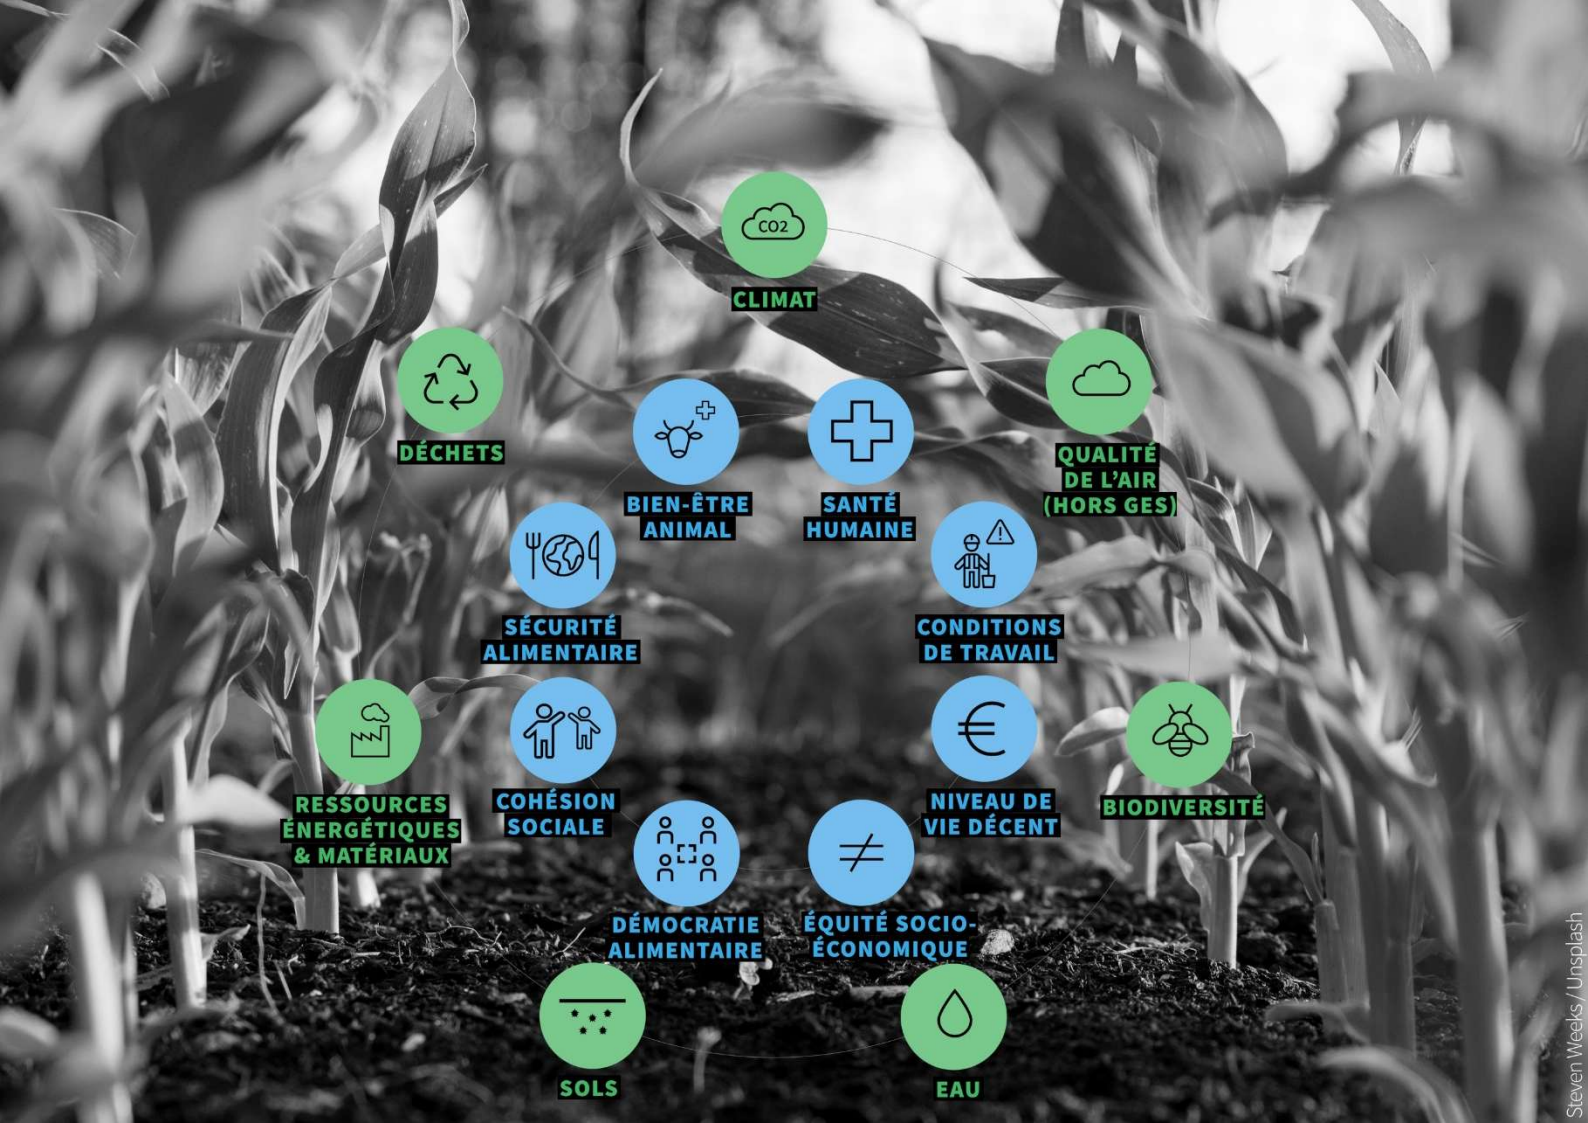 CO2
CLIMAT
DÉCHETS
QUALITÉ
DE L'AIR
(HORS GES)
BIEN-ÊTRE
ANIMAL
SANTÉ
HUMAINE
SÉCURITÉ
ALIMENTAIRE
CONDITIONS
DE TRAVAIL
RESSOURCES
ÉNERGÉTIQUES
& MATÉRIAUX
COHÉSION
SOCIALE
NIVEAU DE
VIE DÉCENT
BIODIVERSITÉ
DÉMOCRATIE
ALIMENTAIRE
ÉQUITÉ SOCIO-
ÉCONOMIQUE
SOLS
EAU
Steven Weeks / Unsplash